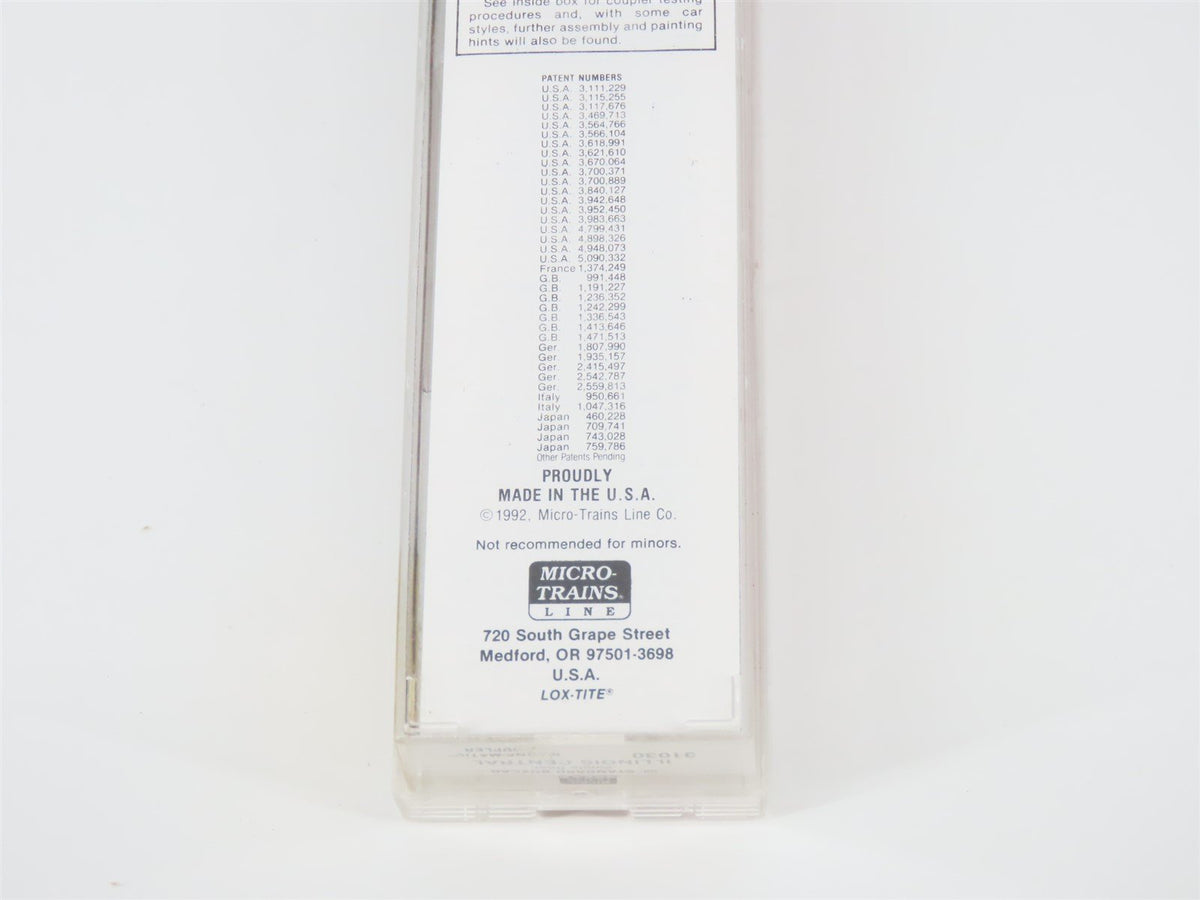 See inside box for coupler testing
procedures and, with some car
styles, further assembly and painting
hints will also be found.
PATENT NUMBERS
U.S.A. 3,111,229
U.S.A. 3,115,255
U.S.A. 3,117,676
U.S.A. 3,469,713
U.S.A. 3,564,766
U.S.A. 3,566,104
U.S.A. 3,618,991
U.S.A. 3,621,610
U.S.A. 3,670,064
U.S.A. 3,700,371
U.S.A. 3,700,889
U.S.A. 3,840,127
U.S.A. 3,942,648
U.S.A. 3,952,450
U.S.A. 3,983,663
U.S.A. 4,799,431
U.S.A. 4,898,326
U.S.A. 4,948,073
U.S.A. 5,090,332
France 1,374,249
G.B. 991,448
G.B. 1,191,227
G.B. 1,236,352
G.B. 1,242,299
G.B. 1,336,543
G.B. 1,413,646
G.B. 1,471,513
Ger. 1,807,990
Ger. 1,935,157
Ger. 2,415,497
Ger. 2,542,787
Ger. 2,559,813
Italy 950,661
Italy 1,047,316
Japan 460,228
Japan 709,741
Japan 743,028
Japan 759,786
Other Patents Pending
PROUDLY
MADE IN THE U.S.A.
©1992, Micro-Trains Line Co.
Not recommended for minors.
MICRO-
TRAINS®
LINE
720 South Grape Street
Medford, OR 97501-3698
U.S.A.
LOX-TITE®
31030
ILLINOIS CENTRAL
STANDARD BOXCAR